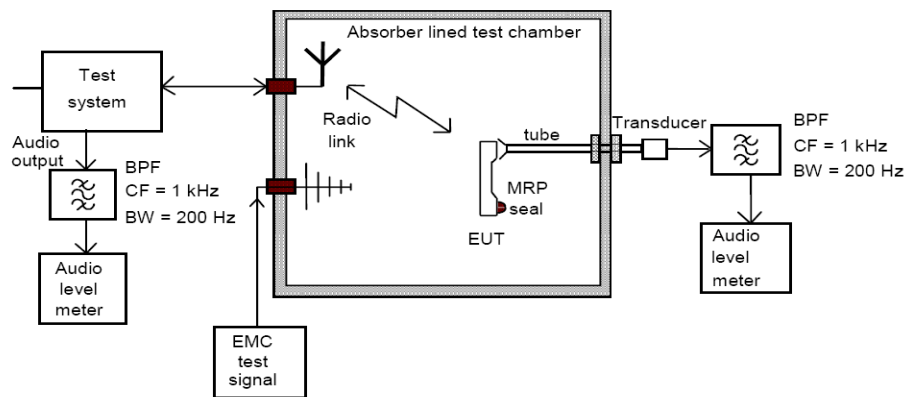 Absorber lined test chamber
Test
system
Audio
output
BPF
CF = 1 kHz
BW = 200 Hz
Audio
level
meter
Radio
link
EMC
test
signal
tube
MRP
seal
EUT
Transducer
BPF
CF = 1 kHz
BW = 200 Hz
Audio
level
meter